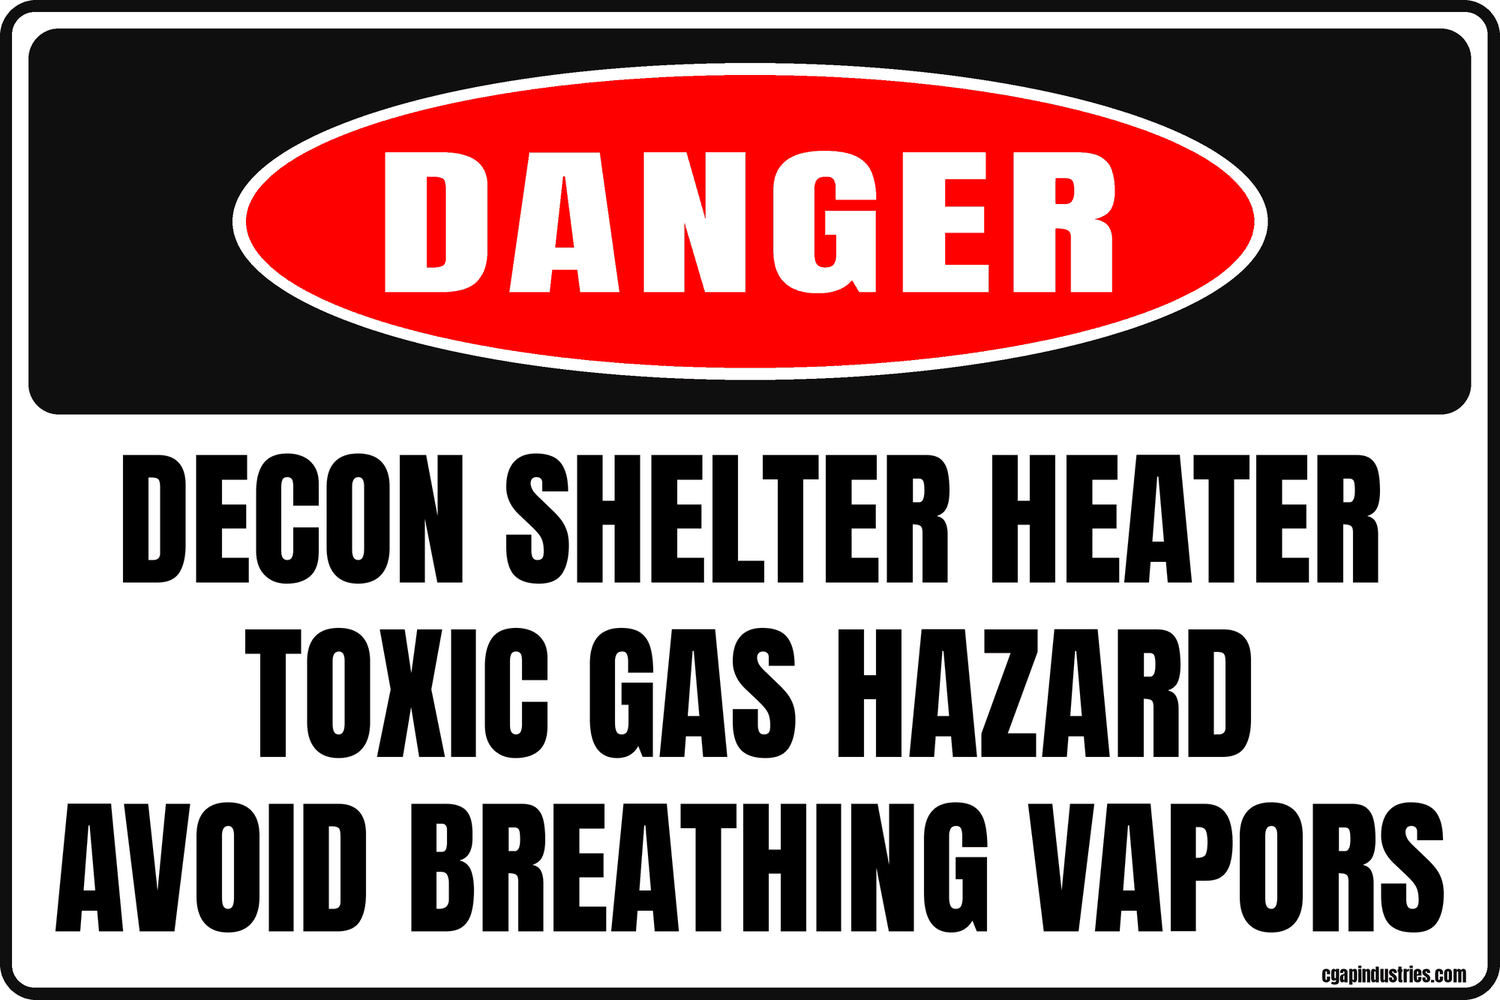 DANGER
DECON SHELTER HEATER
TOXIC GAS HAZARD
AVOID BREATHING VAPORS
cgapindustries.com